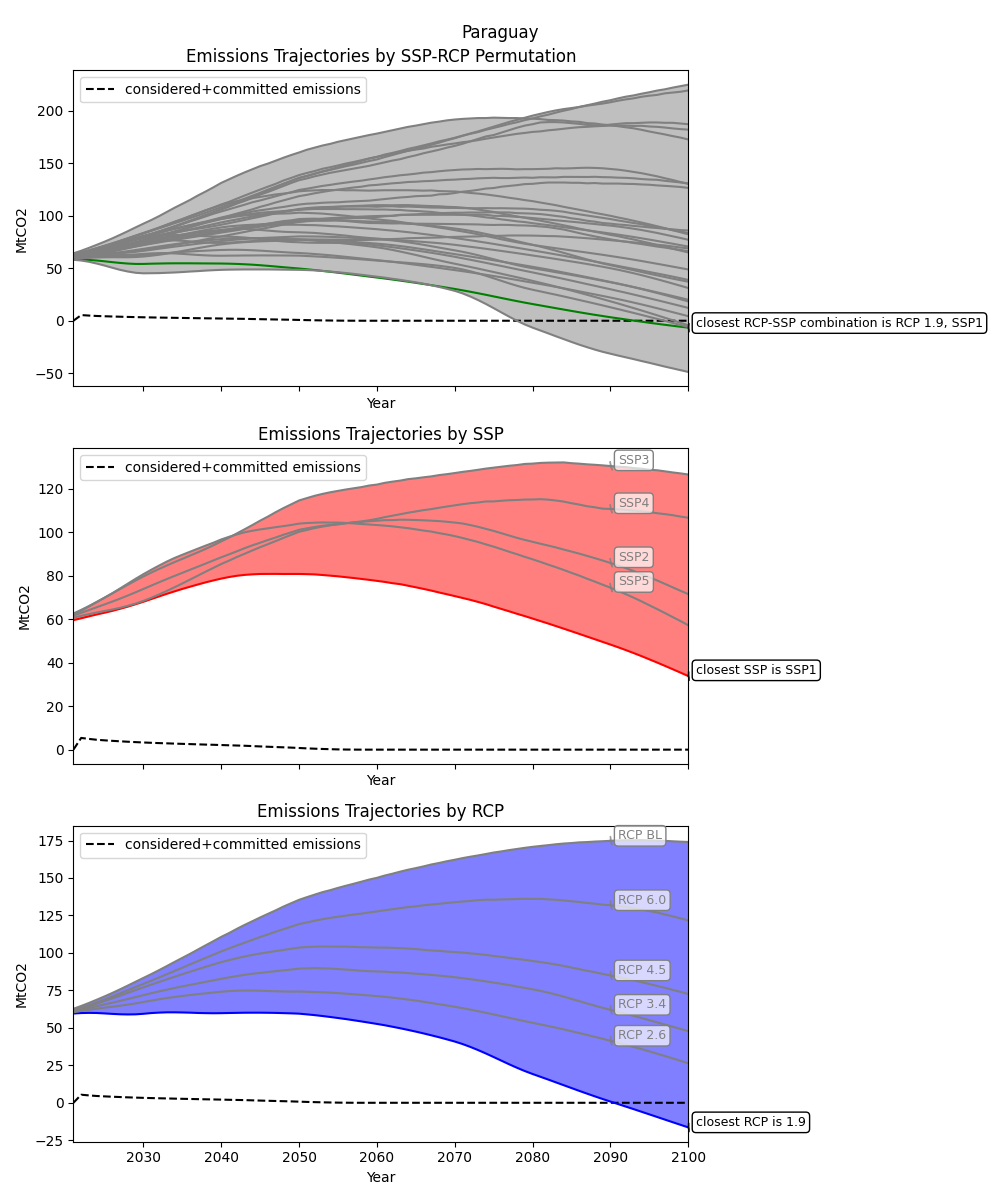 Paraguay
Emissions Trajectories by SSP-RCP Permutation
considered+committed emissions
200
150
100
50
0
−50
MtCO2
Year
closest RCP-SSP combination is RCP 1.9, SSP1
Emissions Trajectories by SSP
considered+committed emissions
120
100
80
60
40
20
0
MtCO2
SSP3
SSP4
SSP2
SSP5
closest SSP is SSP1
Year
Emissions Trajectories by RCP
considered+committed emissions
175
150
125
100
75
50
25
0
−25
MtCO2
RCP BL
RCP 6.0
RCP 4.5
RCP 3.4
RCP 2.6
closest RCP is 1.9
2030 2040 2050 2060 2070 2080 2090 2100
Year